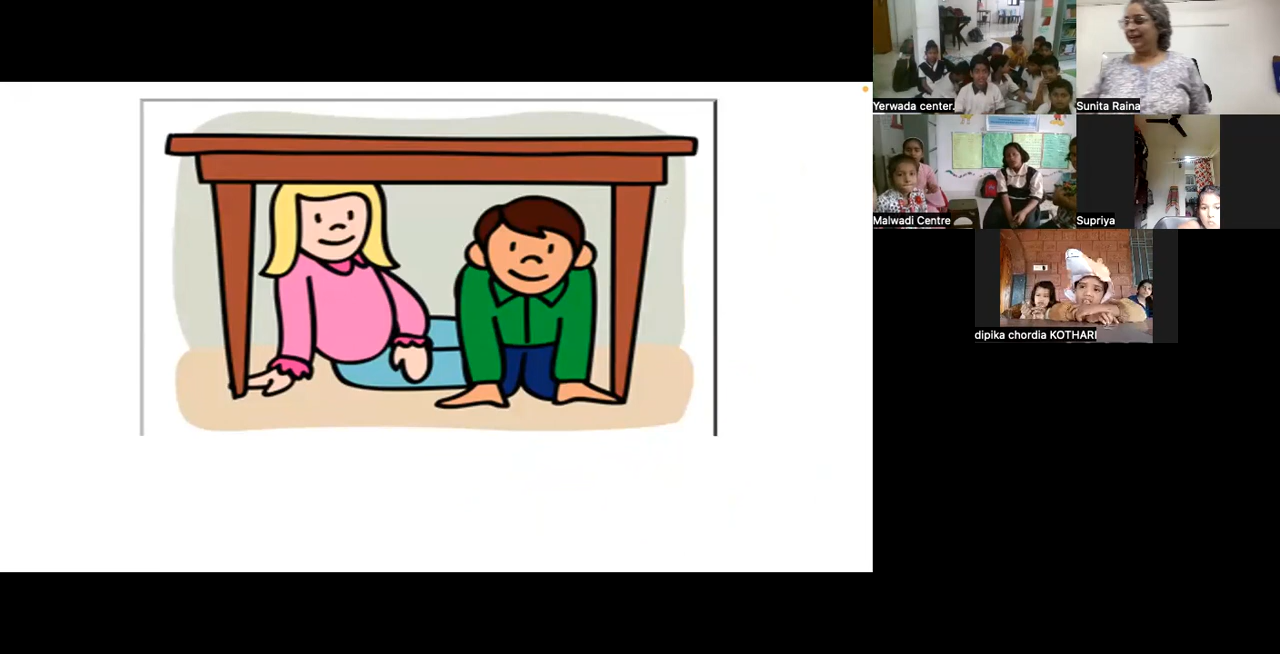 Yerwada center.
Sunita Raina
Malwadi Centre
Supriya
dipika chordia KOTHARI